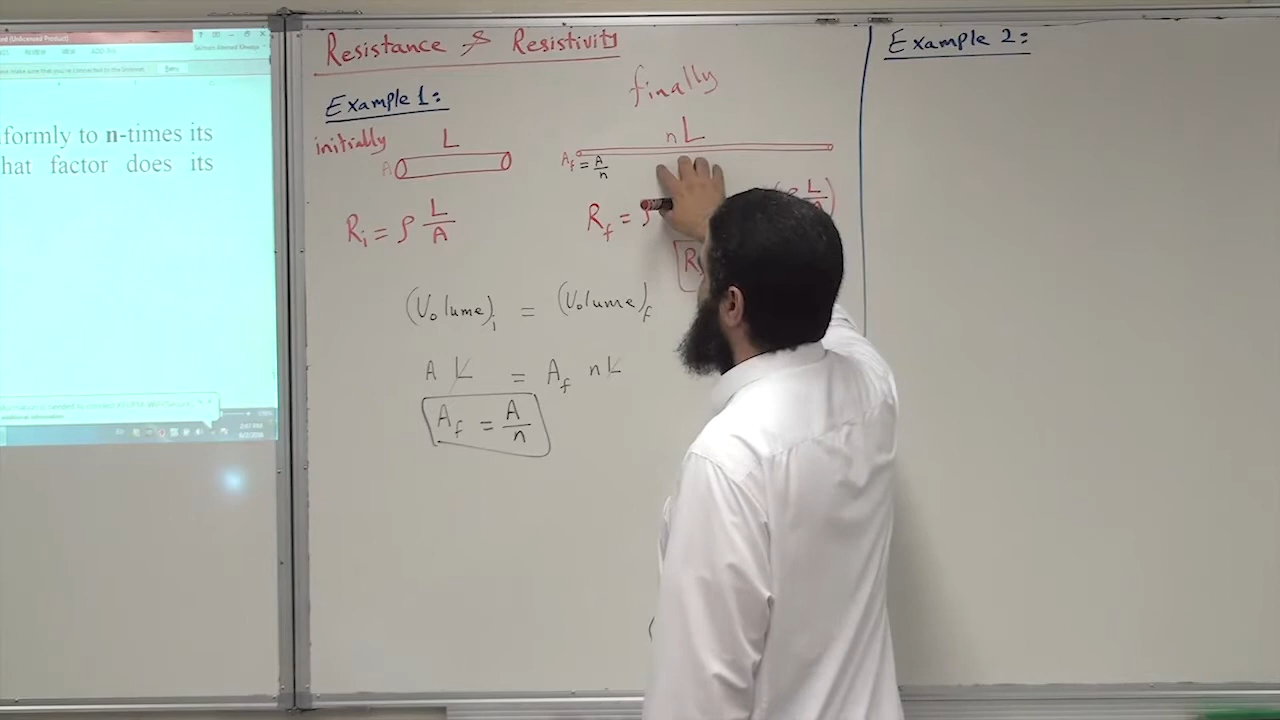 Resistance & Resistivity
Example 1:
initially
L
A
R_i = ρ L/A
finally
nL
A_f = A/n
R_f = ρ
L/A)
(Volume)_i = (Volume)_f
A L = A_f nL
A_f = A/n
Example 2:
formly to n-times its
hat factor does its